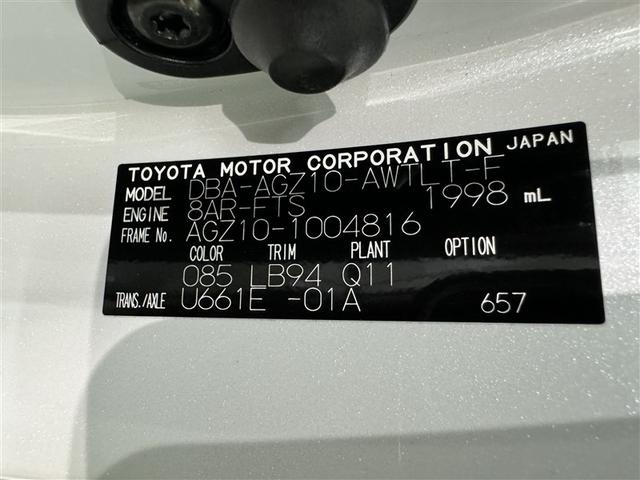 TOYOTA MOTOR CORPORATION JAPAN
MODEL DBA-AGZ10-AWTLT-F
ENGINE 8AR-FTS 1998 mL
FRAME No. AGZ10-1004816
COLOR TRIM PLANT OPTION
085 LB94 Q11
TRANS./AXLE U661E -01A 657